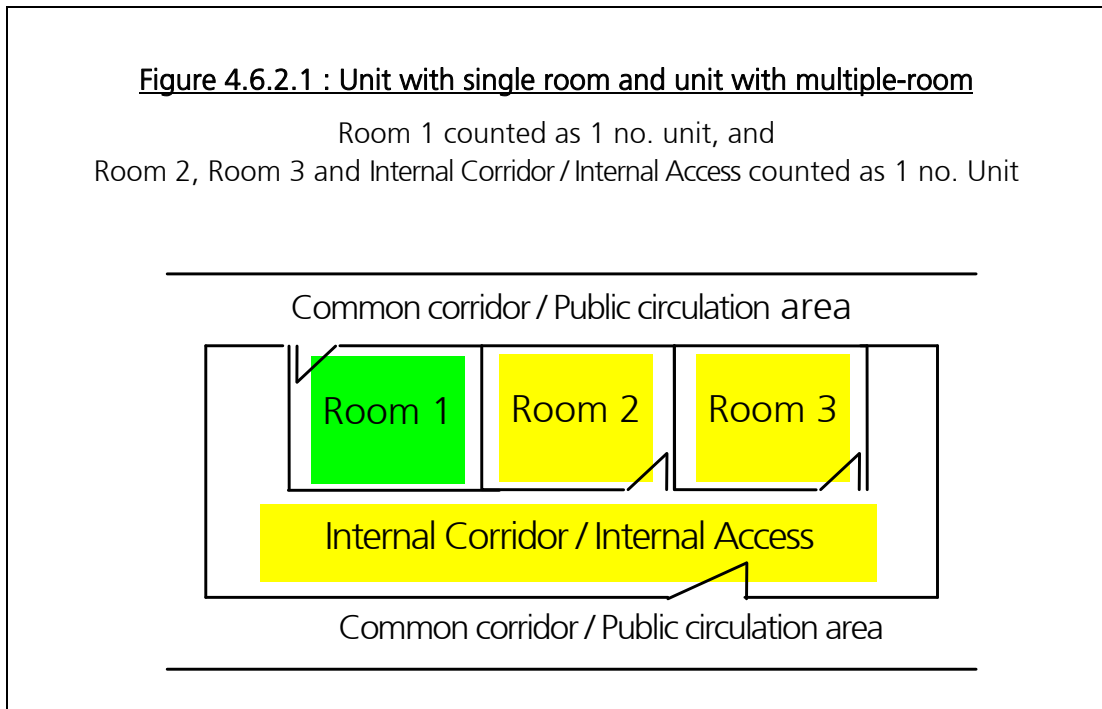 Figure 4.6.2.1 : Unit with single room and unit with multiple-room
Room 1 counted as 1 no. unit, and
Room 2, Room 3 and Internal Corridor / Internal Access counted as 1 no. Unit
Common corridor / Public circulation area
Room 1
Room 2
Room 3
Internal Corridor / Internal Access
Common corridor / Public circulation area